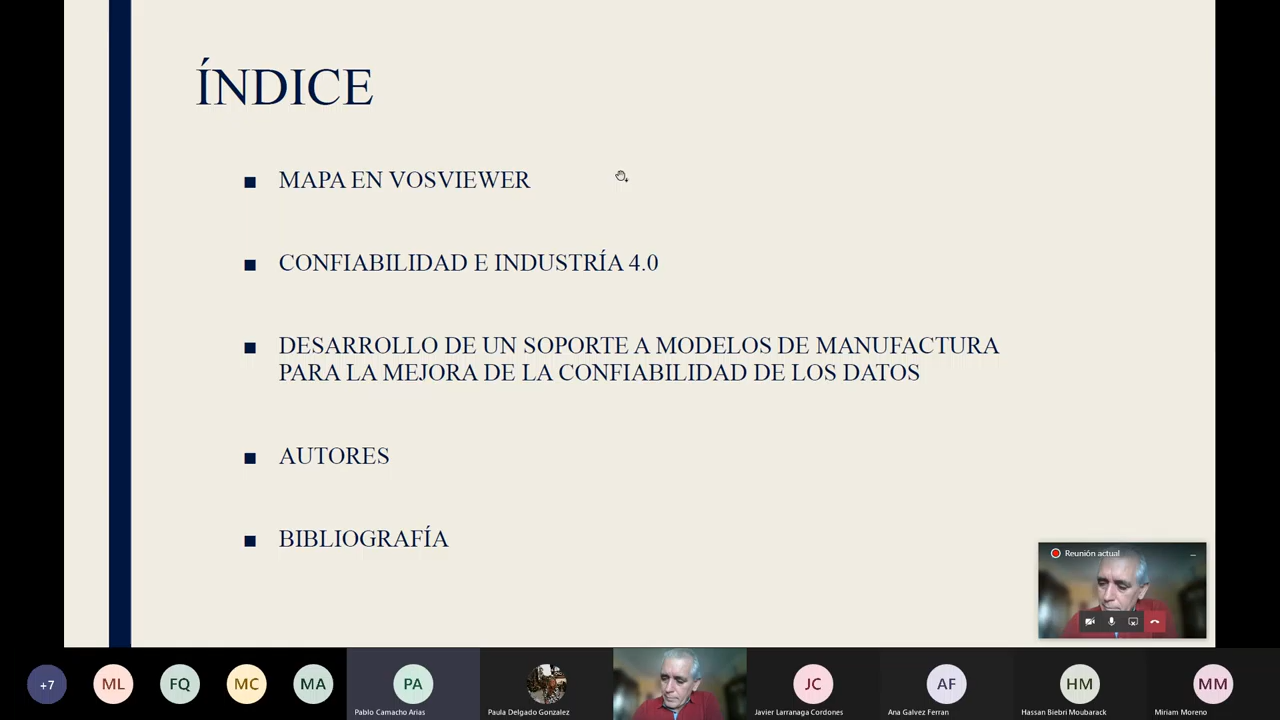 ÍNDICE
■ MAPA EN VOSVIEWER
■ CONFIABILIDAD E INDUSTRÍA 4.0
■ DESARROLLO DE UN SOPORTE A MODELOS DE MANUFACTURA
PARA LA MEJORA DE LA CONFIABILIDAD DE LOS DATOS
■ AUTORES
■ BIBLIOGRAFÍA
Reunión actual
+7
ML
FQ
MC
MA
PA
JC
AF
HM
MM
Pablo Camacho Arias
Paula Delgado Gonzalez
Javier Larranaga Cordones
Ana Galvez Ferran
Hassan Biebri Moubarack
Miriam Moreno